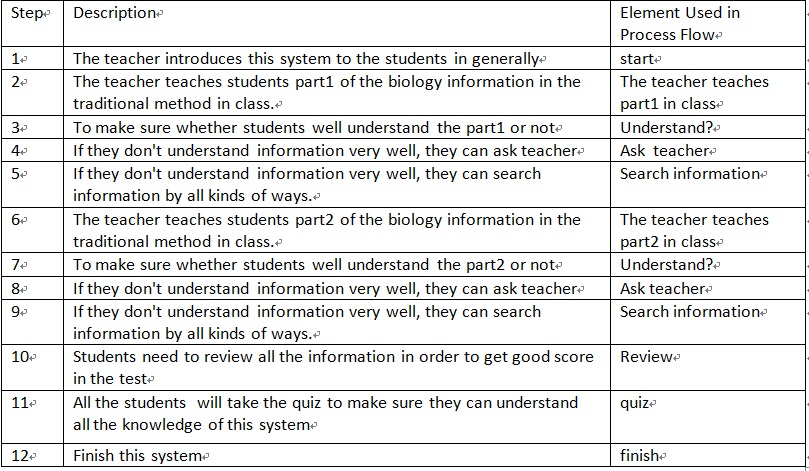 Step Description Element Used in
Process Flow
1 The teacher introduces this system to the students in generally start
2 The teacher teaches students part1 of the biology information in the The teacher teaches
traditional method in class. part1 in class
3 To make sure whether students well understand the part1 or not Understand?
4 If they don't understand information very well, they can ask teacher Ask teacher
5 If they don't understand information very well, they can search Search information
information by all kinds of ways.
6 The teacher teaches students part2 of the biology information in the The teacher teaches
traditional method in class. part2 in class
7 To make sure whether students well understand the part2 or not Understand?
8 If they don't understand information very well, they can ask teacher Ask teacher
9 If they don't understand information very well, they can search Search information
information by all kinds of ways.
10 Students need to review all the information in order to get good score Review
in the test
11 All the students will take the quiz to make sure they can understand quiz
all the knowledge of this system
12 Finish this system finish